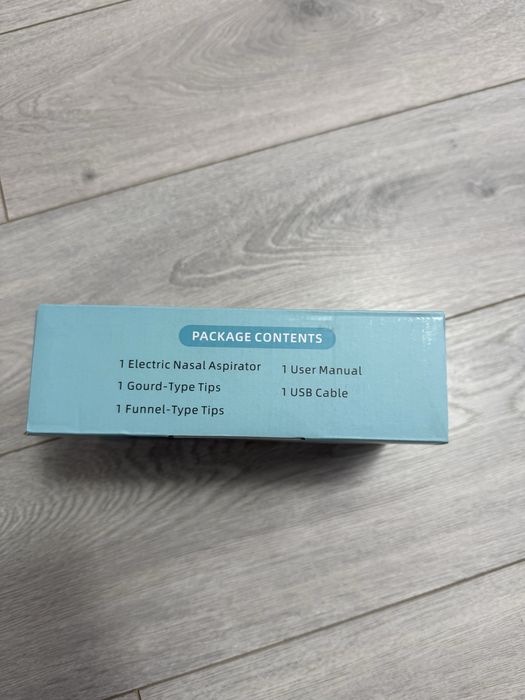 PACKAGE CONTENTS
1 Electric Nasal Aspirator
1 Gourd-Type Tips
1 Funnel-Type Tips
1 User Manual
1 USB Cable